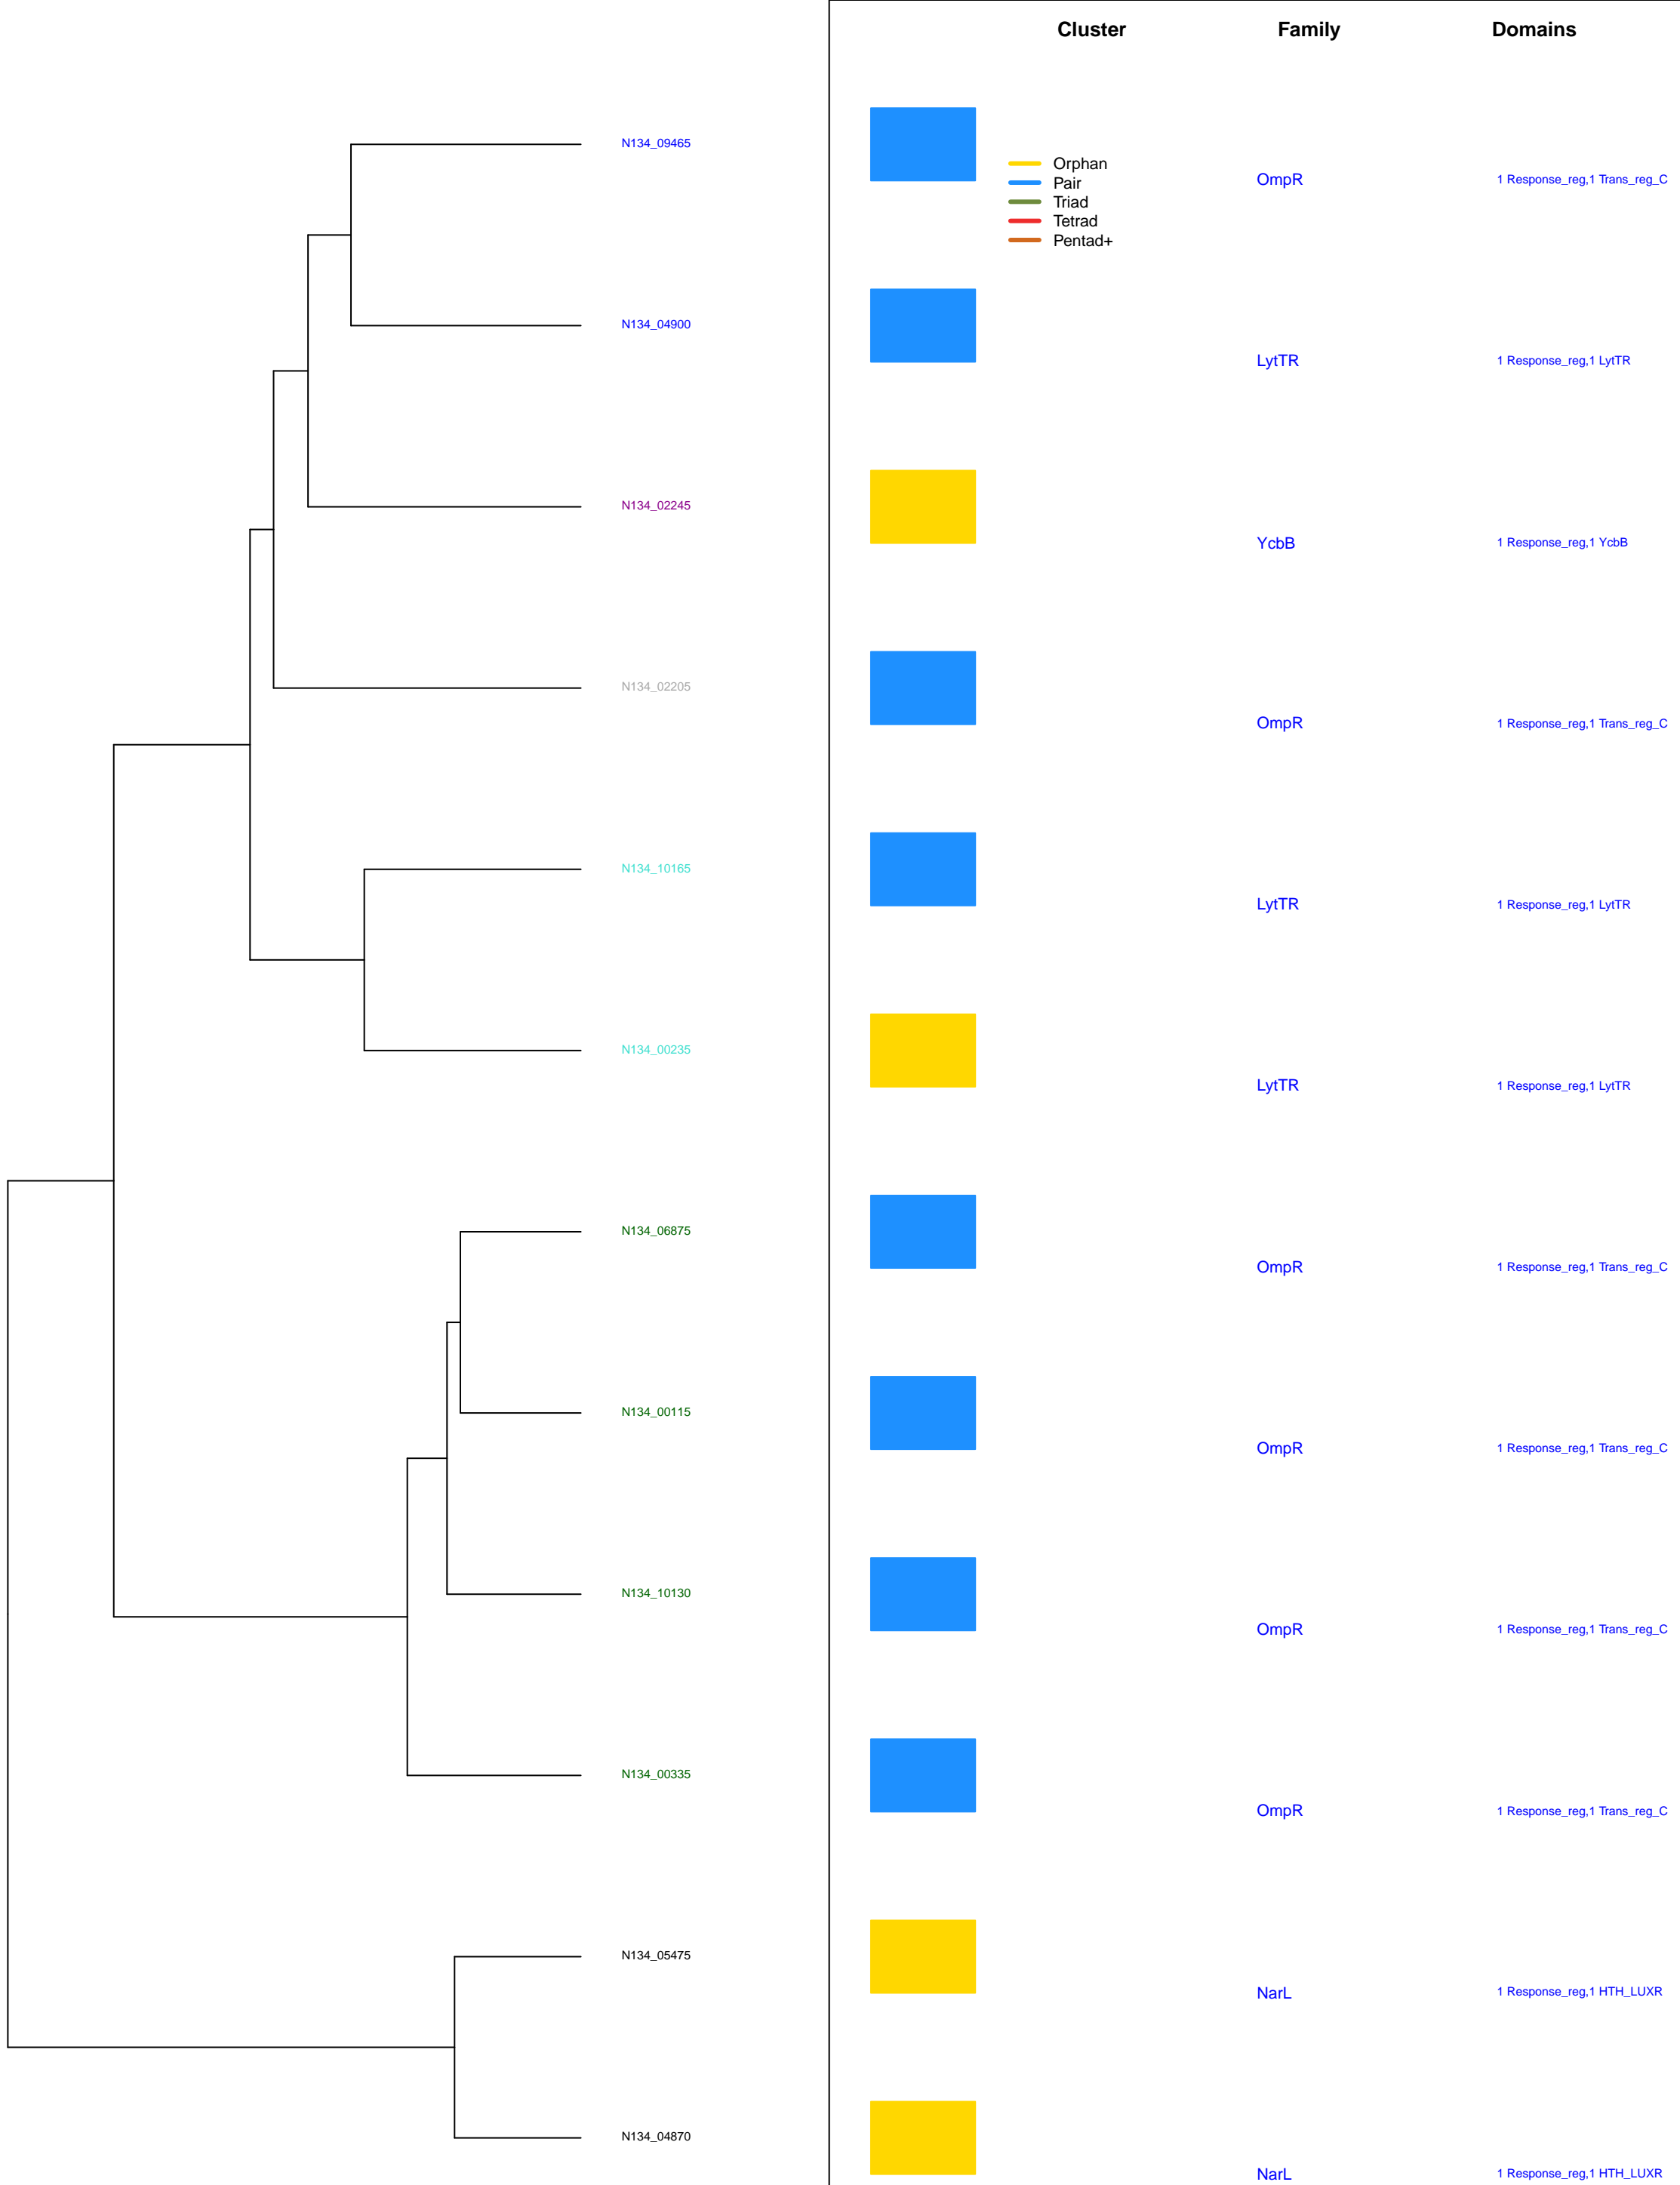 Cluster Family Domains
N134_09465
Orphan
Pair
Triad
Tetrad
Pentad+
OmpR 1 Response_reg,1 Trans_reg_C
N134_04900
LytTR 1 Response_reg,1 LytTR
N134_02245
YcbB 1 Response_reg,1 YcbB
N134_02205
OmpR 1 Response_reg,1 Trans_reg_C
N134_10165
LytTR 1 Response_reg,1 LytTR
N134_00235
LytTR 1 Response_reg,1 LytTR
N134_06875
OmpR 1 Response_reg,1 Trans_reg_C
N134_00115
OmpR 1 Response_reg,1 Trans_reg_C
N134_10130
OmpR 1 Response_reg,1 Trans_reg_C
N134_00335
OmpR 1 Response_reg,1 Trans_reg_C
N134_05475
NarL 1 Response_reg,1 HTH_LUXR
N134_04870
NarL 1 Response_reg,1 HTH_LUXR